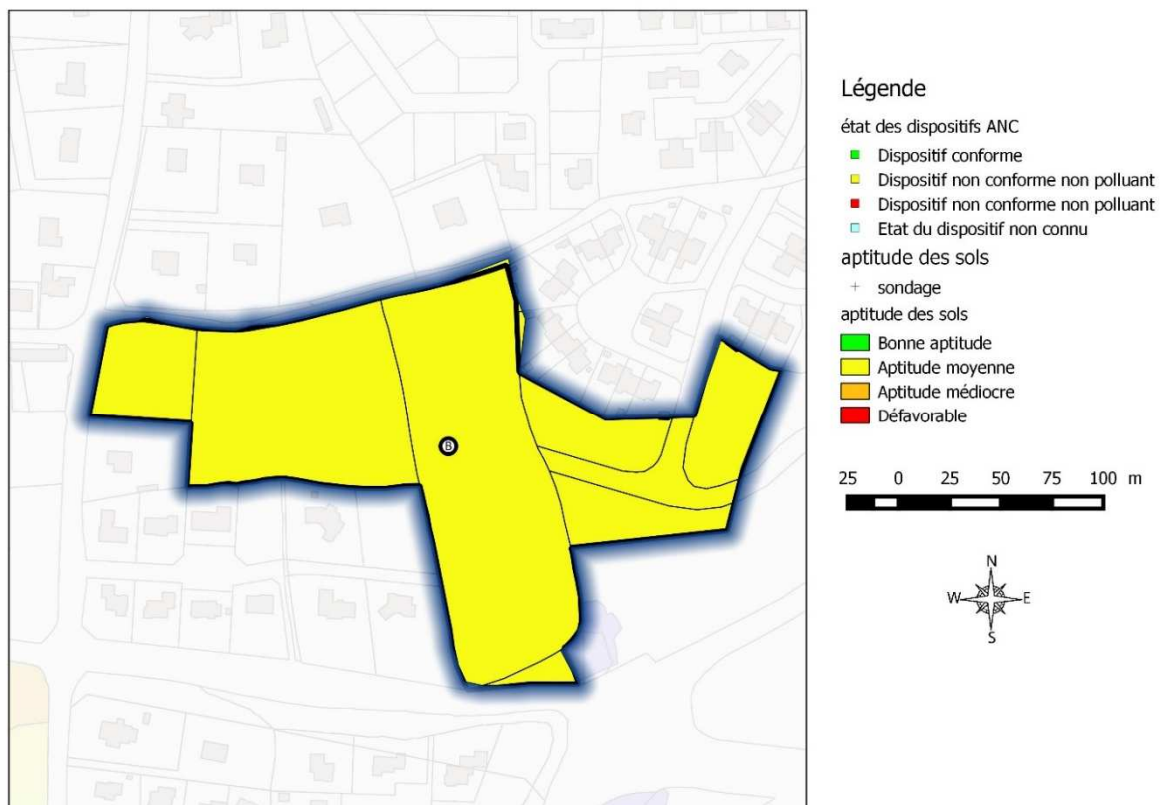 Légende
état des dispositifs ANC
Dispositif conforme
Dispositif non conforme non polluant
Dispositif non conforme non polluant
Etat du dispositif non connu
aptitude des sols
sondage
aptitude des sols
Bonne aptitude
Aptitude moyenne
Aptitude médiocre
Défavorable
25 0 25 50 75 100 m
N
W E
S
B